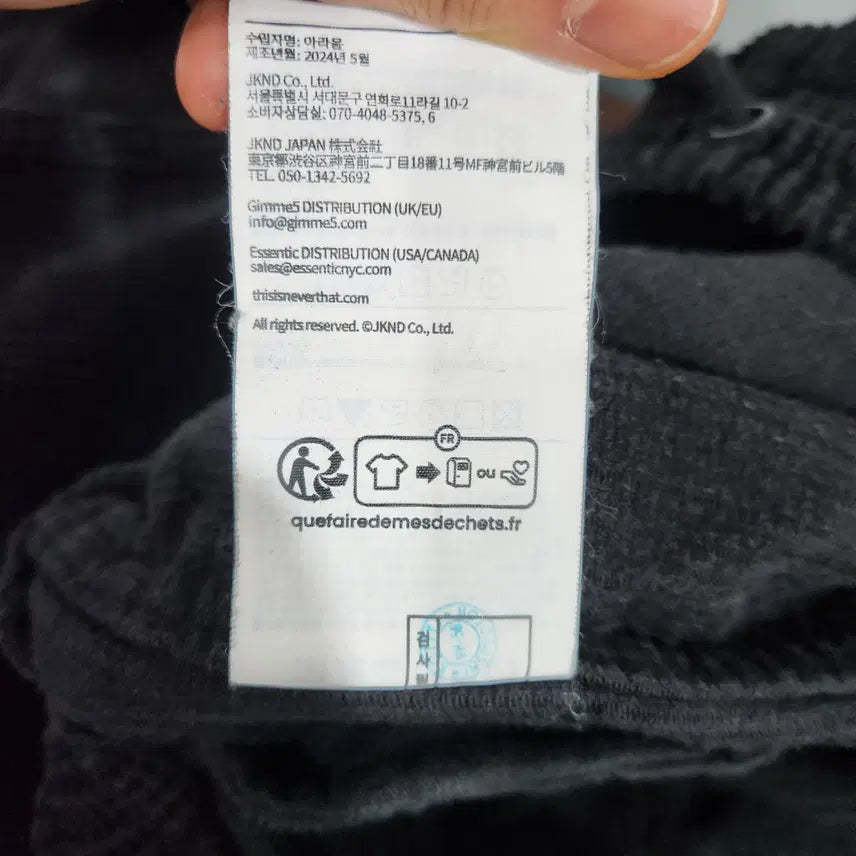 수입자명: 아라움
제조년월: 2024년 5월
JKND Co., Ltd.
서울특별시 서대문구 연희로11라길 10-2
소비자상담실: 070-4048-5375, 6
JKND JAPAN 株式会社
東京都渋谷区神宮前二丁目18番11号MF神宮前ビル5階
TEL. 050-1342-5692
Gimme5 DISTRIBUTION (UK/EU)
info@gimme5.com
Essentic DISTRIBUTION (USA/CANADA)
sales@essenticnyc.com
thisisneverthat.com
All rights reserved. ©JKND Co., Ltd.
FR
ou
quefairedemesdechets.fr
검사